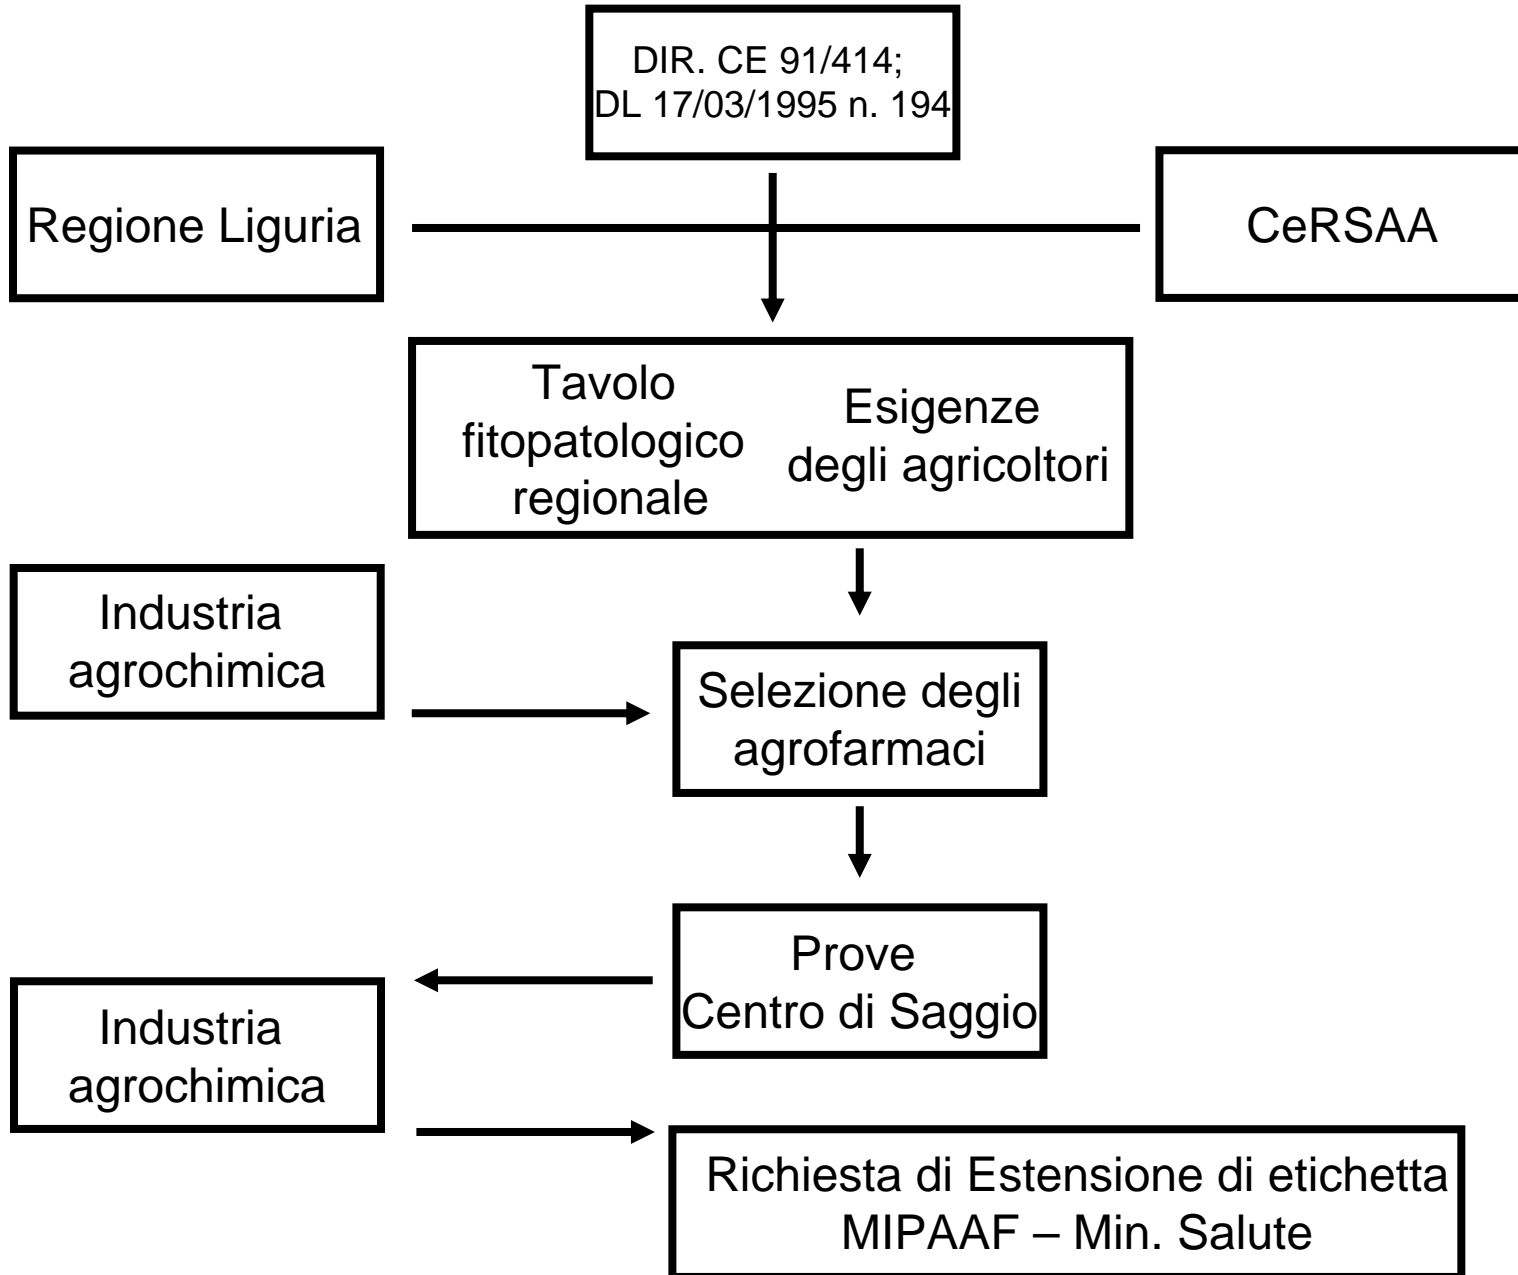 DIR. CE 91/414;
DL 17/03/1995 n. 194
Regione Liguria
CeRSAA
Tavolo
fitopatologico
regionale
Esigenze
degli agricoltori
Industria
agrochimica
Selezione degli
agrofarmaci
Prove
Centro di Saggio
Industria
agrochimica
Richiesta di Estensione di etichetta
MIPAAF – Min. Salute